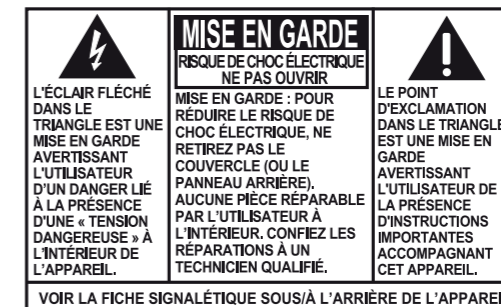 L'ÉCLAIR FLÉCHÉ
DANS LE
TRIANGLE EST UNE
MISE EN GARDE
AVERTISSANT
L'UTILISATEUR
D'UN DANGER LIÉ
À LA PRÉSENCE
D'UNE « TENSION
DANGEREUSE » À
L'INTÉRIEUR DE
L'APPAREIL.
MISE EN GARDE
RISQUE DE CHOC ÉLECTRIQUE
NE PAS OUVRIR
MISE EN GARDE : POUR
RÉDUIRE LE RISQUE DE
CHOC ÉLECTRIQUE, NE
RETIREZ PAS LE
COUVERCLE (OU LE
PANNEAU ARRIÈRE).
AUCUNE PIÈCE RÉPARABLE
PAR L'UTILISATEUR À
L'INTÉRIEUR. CONFIEZ LES
RÉPARATIONS À UN
TECHNICIEN QUALIFIÉ.
LE POINT
D'EXCLAMATION
DANS LE TRIANGLE
EST UNE MISE EN
GARDE
AVERTISSANT
L'UTILISATEUR DE
LA PRÉSENCE
D'INSTRUCTIONS
IMPORTANTES
ACCOMPAGNANT
CET APPAREIL.
VOIR LA FICHE SIGNALÉTIQUE SOUS/À L'ARRIÈRE DE L'APPAREI